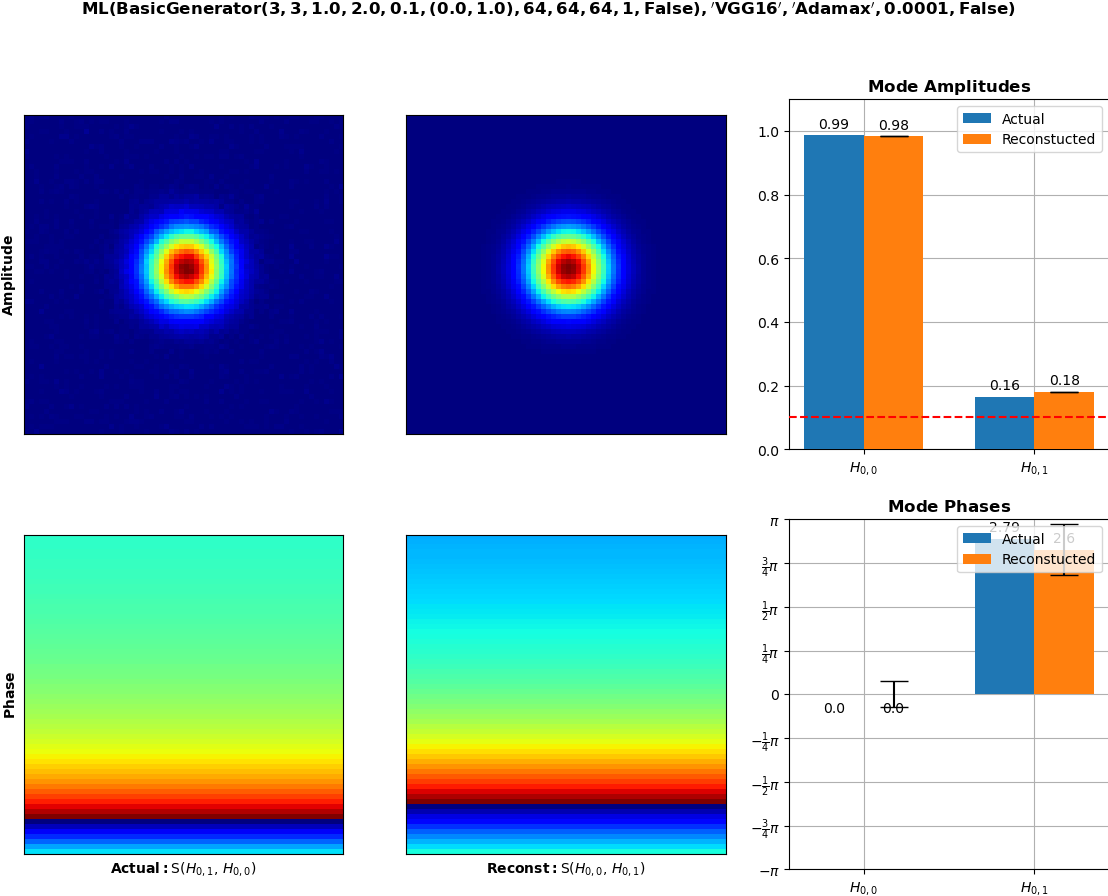 ML(BasicGenerator(3, 3, 1.0, 2.0, 0.1, (0.0, 1.0), 64, 64, 64, 1, False), ′VGG16′, ′Adamax′, 0.0001, False)
Amplitude
Mode Amplitudes
Actual
Reconstucted
0.99
0.98
0.16
0.18
1.0
0.8
0.6
0.4
0.2
0.0
H0, 0
H0, 1
Phase
Actual: S(H0, 1, H0, 0)
Reconst: S(H0, 0, H0, 1)
Mode Phases
Actual
Reconstucted
2.79
2.6
0.0
0.0
π
3/4π
1/2π
1/4π
0
−1/4π
−1/2π
−3/4π
−π
H0, 0
H0, 1